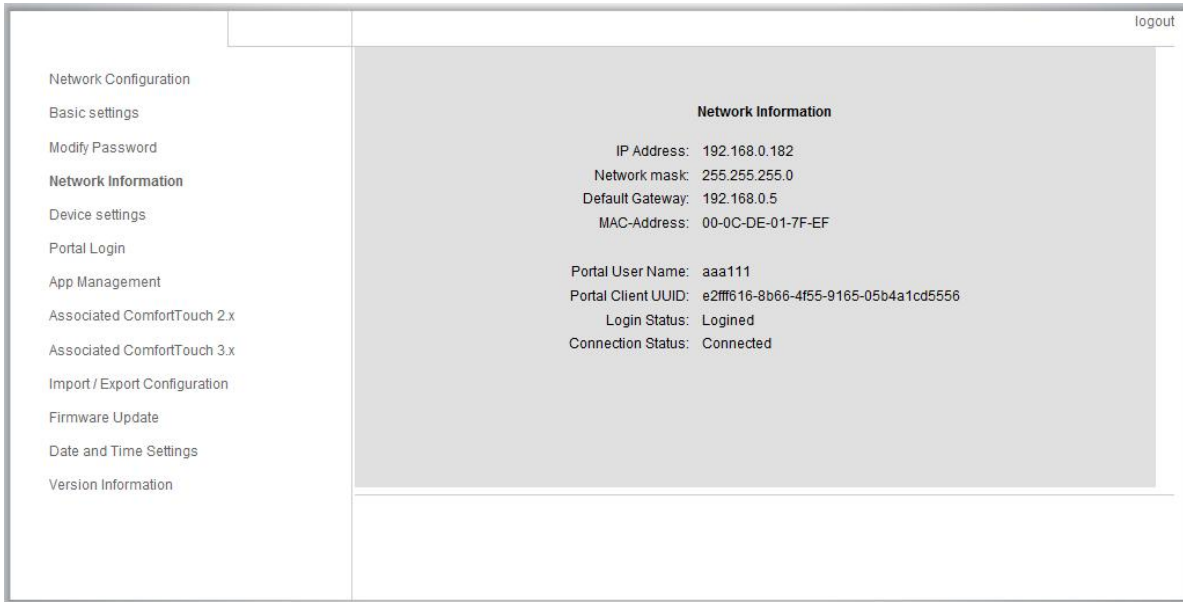 logout
Network Configuration
Basic settings
Modify Password
Network Information
Device settings
Portal Login
App Management
Associated ComfortTouch 2.x
Associated ComfortTouch 3.x
Import / Export Configuration
Firmware Update
Date and Time Settings
Version Information
Network Information
IP Address: 192.168.0.182
Network mask: 255.255.255.0
Default Gateway: 192.168.0.5
MAC-Address: 00-0C-DE-01-7F-EF
Portal User Name: aaa111
Portal Client UUID: e2fff616-8b66-4f55-9165-05b4a1cd5556
Login Status: Logined
Connection Status: Connected